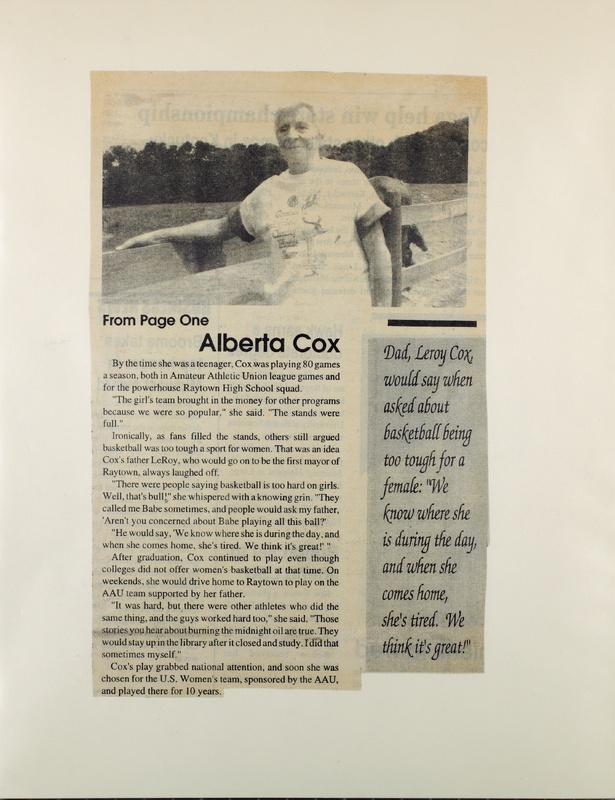 From Page One
Alberta Cox
By the time she was a teenager, Cox was playing 80 games
a season, both in Amateur Athletic Union league games and
for the powerhouse Raytown High School squad.
"The girl's team brought in the money for other programs
because we were so popular," she said. "The stands were
full."
Ironically, as fans filled the stands, others still argued
basketball was too tough a sport for women. That was an idea
Cox's father LeRoy, who would go on to be the first mayor of
Raytown, always laughed off.
"There were people saying basketball is too hard on girls.
Well, that's bull!" she whispered with a knowing grin. "They
called me Babe sometimes, and people would ask my father,
'Aren't you concerned about Babe playing all this ball?'
"He would say, 'We know where she is during the day, and
when she comes home, she's tired. We think it's great!' "
After graduation, Cox continued to play even though
colleges did not offer women's basketball at that time. On
weekends, she would drive home to Raytown to play on the
AAU team supported by her father.
"It was hard, but there were other athletes who did the
same thing, and the guys worked hard too," she said. "Those
stories you hear about burning the midnight oil are true. They
would stay up in the library after it closed and study. I did that
sometimes myself."
Cox's play grabbed national attention, and soon she was
chosen for the U.S. Women's team, sponsored by the AAU,
and played there for 10 years.
Dad, Leroy Cox,
would say when
asked about
basketball being
too tough for a
female: "We
know where she
is during the day,
and when she
comes home,
she's tired. We
think it's great!"